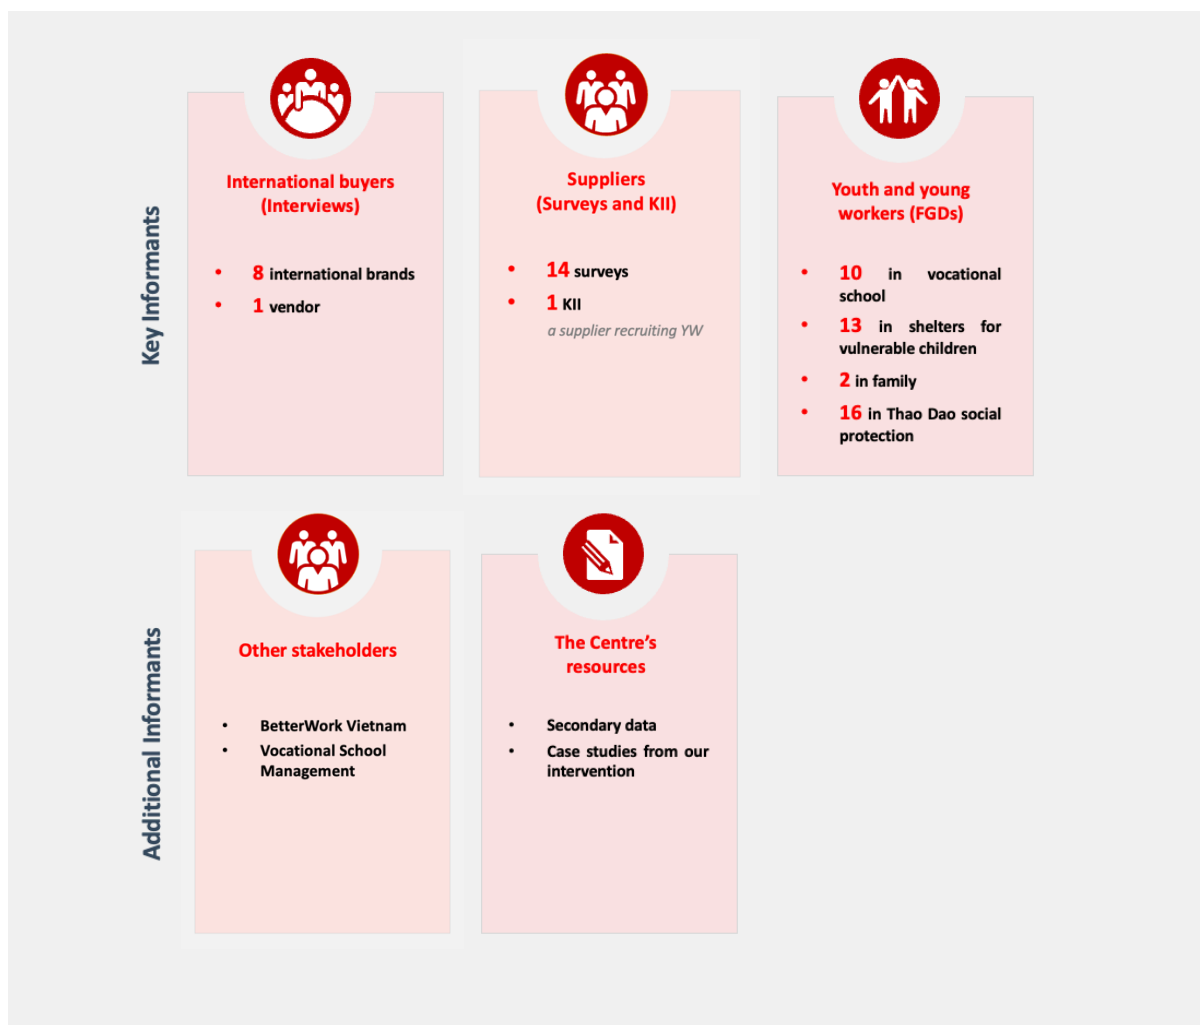 Key Informants
International buyers
(Interviews)
• 8 international brands
• 1 vendor
Suppliers
(Surveys and KII)
• 14 surveys
• 1 KII
a supplier recruiting YW
Youth and young
workers (FGDs)
• 10 in vocational
school
• 13 in shelters for
vulnerable children
• 2 in family
• 16 in Thao Dao social
protection
Additional Informants
Other stakeholders
• BetterWork Vietnam
• Vocational School
Management
The Centre’s
resources
• Secondary data
• Case studies from our
intervention